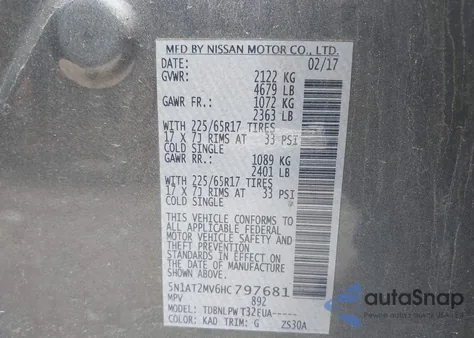 MFD BY NISSAN MOTOR CO., LTD.
DATE: 02/17
GVWR: 2122 KG
4679 LB
GAWR FR.: 1072 KG
2363 LB
WITH 225/65R17 TIRES
17 X 7J RIMS AT 33 PSI
COLD SINGLE
GAWR RR.: 1089 KG
2401 LB
WITH 225/65R17 TIRES
17 X 7J RIMS AT 33 PSI
COLD SINGLE
THIS VEHICLE CONFORMS TO
ALL APPLICABLE FEDERAL
MOTOR VEHICLE SAFETY AND
THEFT PREVENTION
STANDARDS IN EFFECT ON
THE DATE OF MANUFACTURE
SHOWN ABOVE.
5N1AT2MV6HC797681
MPV 892
MODEL: TDBNLPW T32EUA-----
COLOR: KAD TRIM: G ZS30A
autoSnap